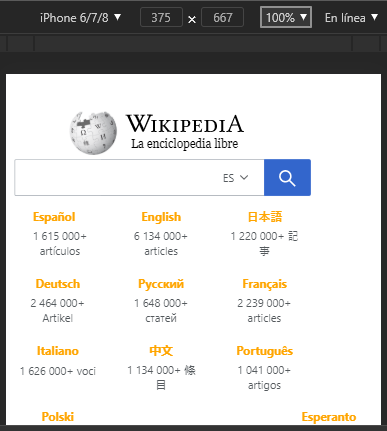 iPhone 6/7/8 ▼ 375 × 667 100% ▼ En línea ▼
WIKIPEDIA
La enciclopedia libre
ES
Español English 日本語
1 615 000+ 6 134 000+ 1 220 000+ 記
artículos articles 事
Deutsch Русский Français
2 464 000+ 1 648 000+ 2 239 000+
Artikel статей articles
Italiano 中文 Português
1 626 000+ voci 1 134 000+ 條 1 041 000+
目 artigos
Polski Esperanto